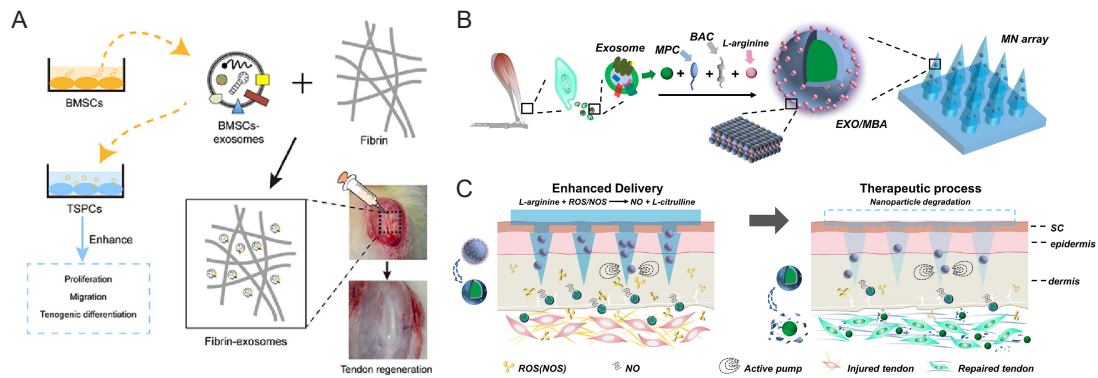 A
BMSCs
BMSCs-
exosomes
+
Fibrin
TSPCs
Enhance
Proliferation
Migration
Tenogenic differentiation
Fibrin-exosomes
Tendon regeneration
B
Exosome
MPC
BAC
L-arginine
+
+
+
EXO/MBA
MN array
C
Enhanced Delivery
L-arginine + ROS/NOS → NO + L-citrulline
Therapeutic process
Nanoparticle degradation
SC
epidermis
dermis
ROS(NOS)
NO
Active pump
Injured tendon
Repaired tendon